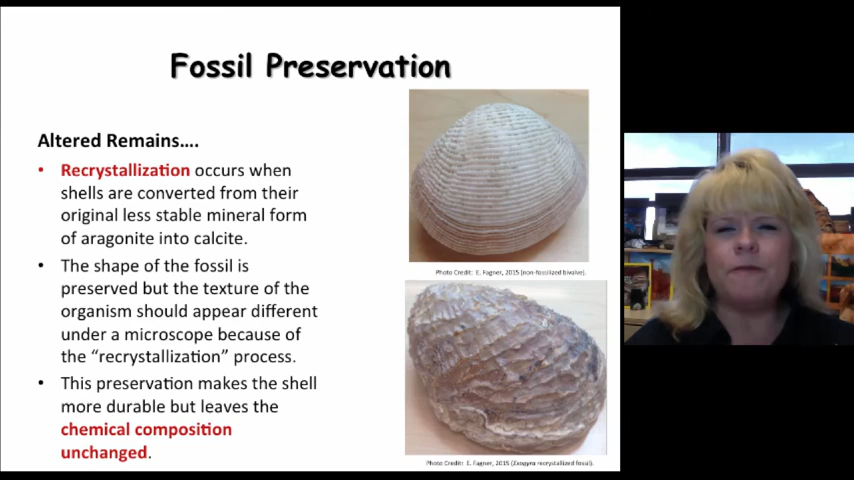 Fossil Preservation
Altered Remains....
• Recrystallization occurs when
shells are converted from their
original less stable mineral form
of aragonite into calcite.
• The shape of the fossil is
preserved but the texture of the
organism should appear different
under a microscope because of
the “recrystallization” process.
• This preservation makes the shell
more durable but leaves the
chemical composition
unchanged.
Photo Credit: E. Fagner, 2015 (non-fossilized bivalve).
Photo Credit: E. Fagner, 2015 (Exogyra recrystallized fossil).